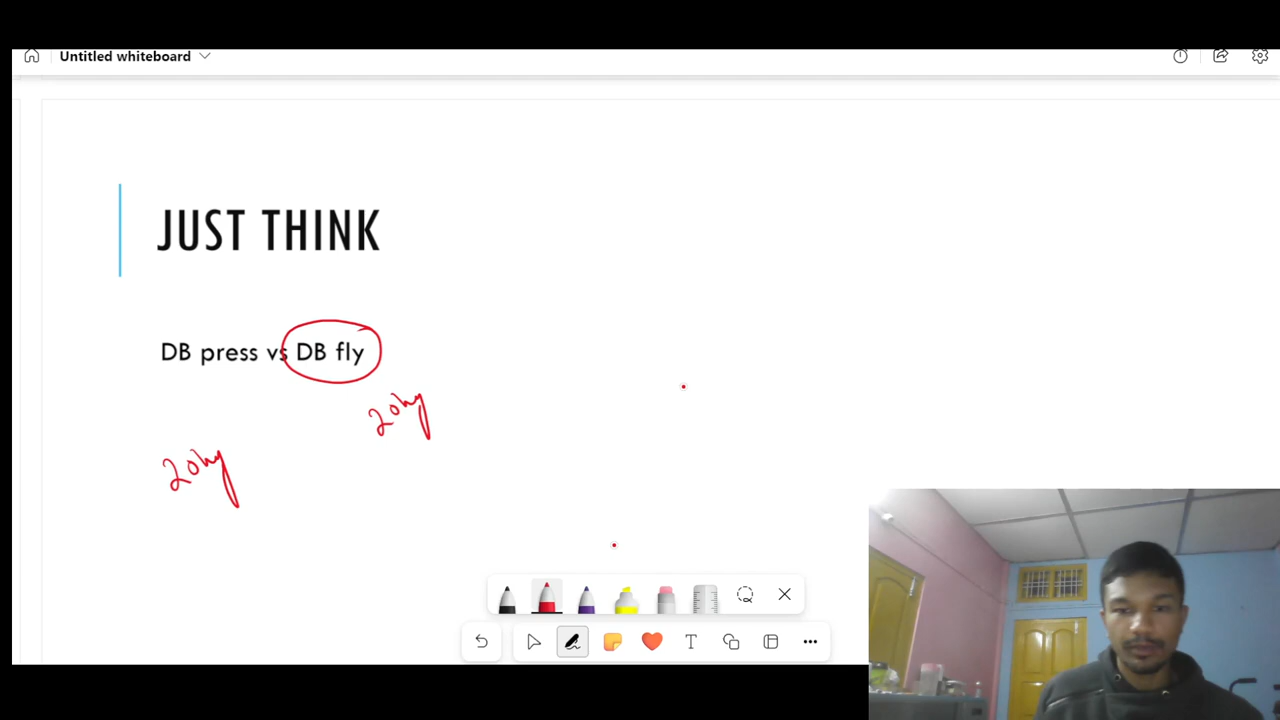 Untitled whiteboard
JUST THINK
DB press vs DB fly
20kg
20kg
T